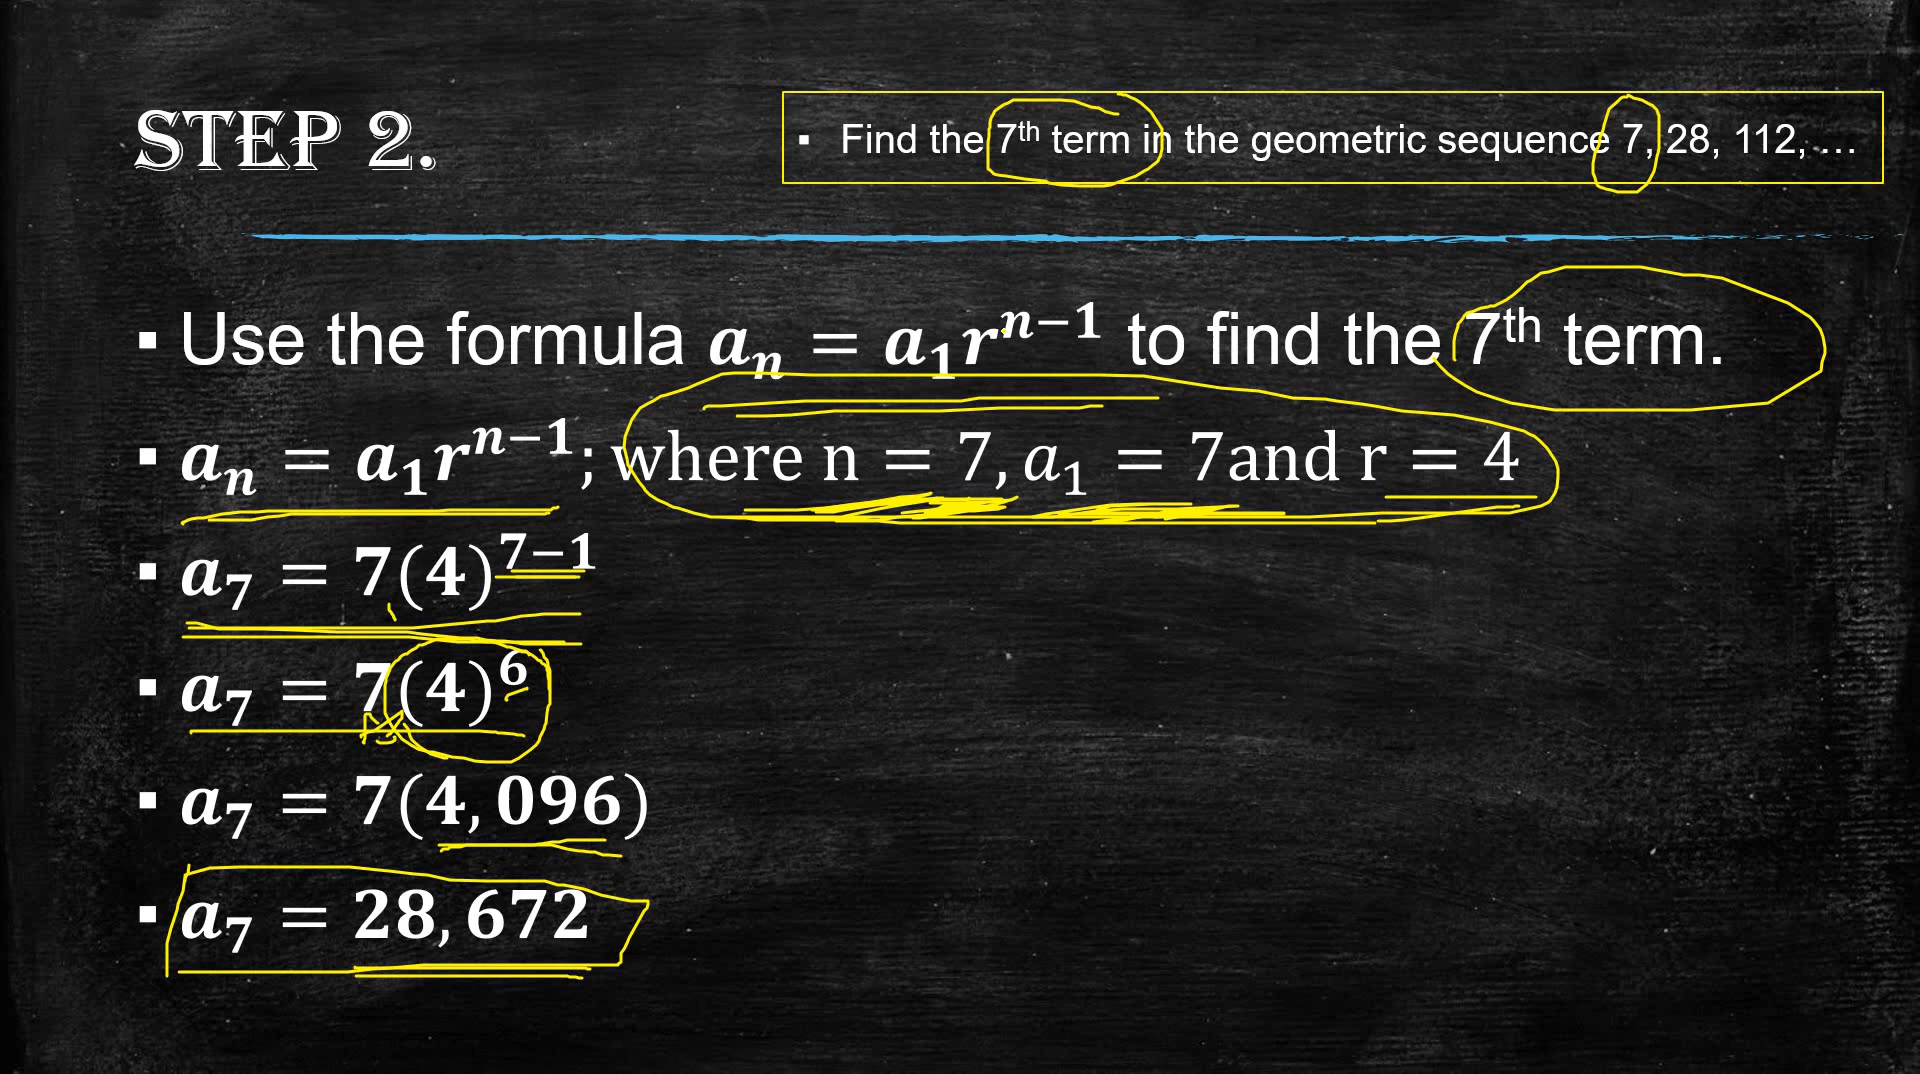 STEP 2.
▪ Find the 7th term in the geometric sequence 7, 28, 112, …
▪ Use the formula aₙ = a₁rⁿ⁻¹ to find the 7th term.
▪ aₙ = a₁rⁿ⁻¹; where n = 7, a₁ = 7and r = 4
▪ a₇ = 7(4)⁷⁻¹
▪ a₇ = 7(4)⁶
▪ a₇ = 7(4,096)
▪ a₇ = 28,672